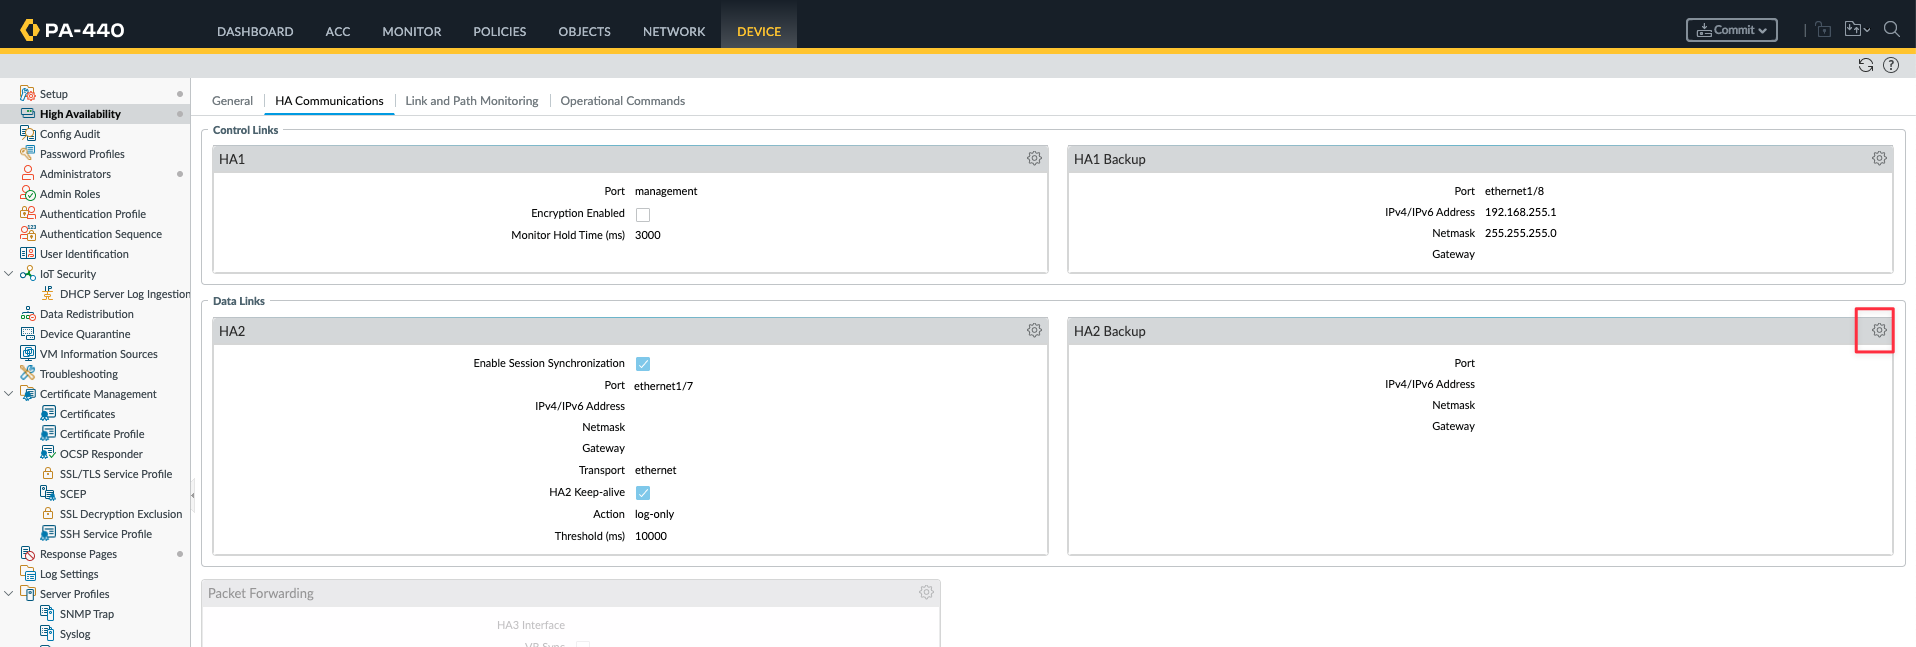 PA-440
DASHBOARD ACC MONITOR POLICIES OBJECTS NETWORK DEVICE
Commit
General HA Communications Link and Path Monitoring Operational Commands
Setup
High Availability
Config Audit
Password Profiles
Administrators
Admin Roles
Authentication Profile
Authentication Sequence
User Identification
IoT Security
DHCP Server Log Ingestion
Data Redistribution
Device Quarantine
VM Information Sources
Troubleshooting
Certificate Management
Certificates
Certificate Profile
OCSP Responder
SSL/TLS Service Profile
SCEP
SSL Decryption Exclusion
SSH Service Profile
Response Pages
Log Settings
Server Profiles
SNMP Trap
Syslog
Control Links
HA1
Port management
Encryption Enabled
Monitor Hold Time (ms) 3000
HA1 Backup
Port ethernet1/8
IPv4/IPv6 Address 192.168.255.1
Netmask 255.255.255.0
Gateway
Data Links
HA2
Enable Session Synchronization
Port ethernet1/7
IPv4/IPv6 Address
Netmask
Gateway
Transport ethernet
HA2 Keep-alive
Action log-only
Threshold (ms) 10000
HA2 Backup
Port
IPv4/IPv6 Address
Netmask
Gateway
Packet Forwarding
HA3 Interface
VR Sync